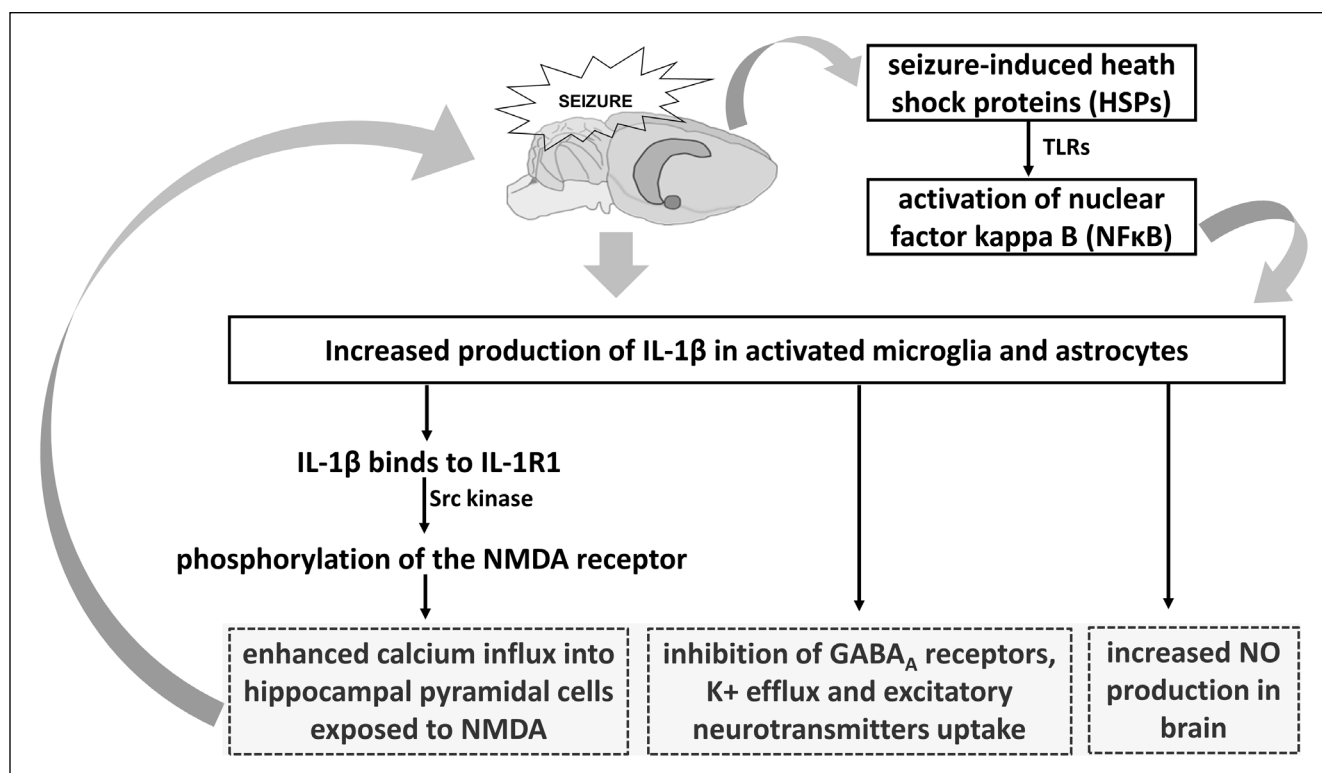 SEIZURE
seizure-induced heath
shock proteins (HSPs)
TLRs
activation of nuclear
factor kappa B (NFκB)
Increased production of IL-1β in activated microglia and astrocytes
IL-1β binds to IL-1R1
Src kinase
phosphorylation of the NMDA receptor
enhanced calcium influx into
hippocampal pyramidal cells
exposed to NMDA
inhibition of GABAA receptors,
K+ efflux and excitatory
neurotransmitters uptake
increased NO
production in
brain